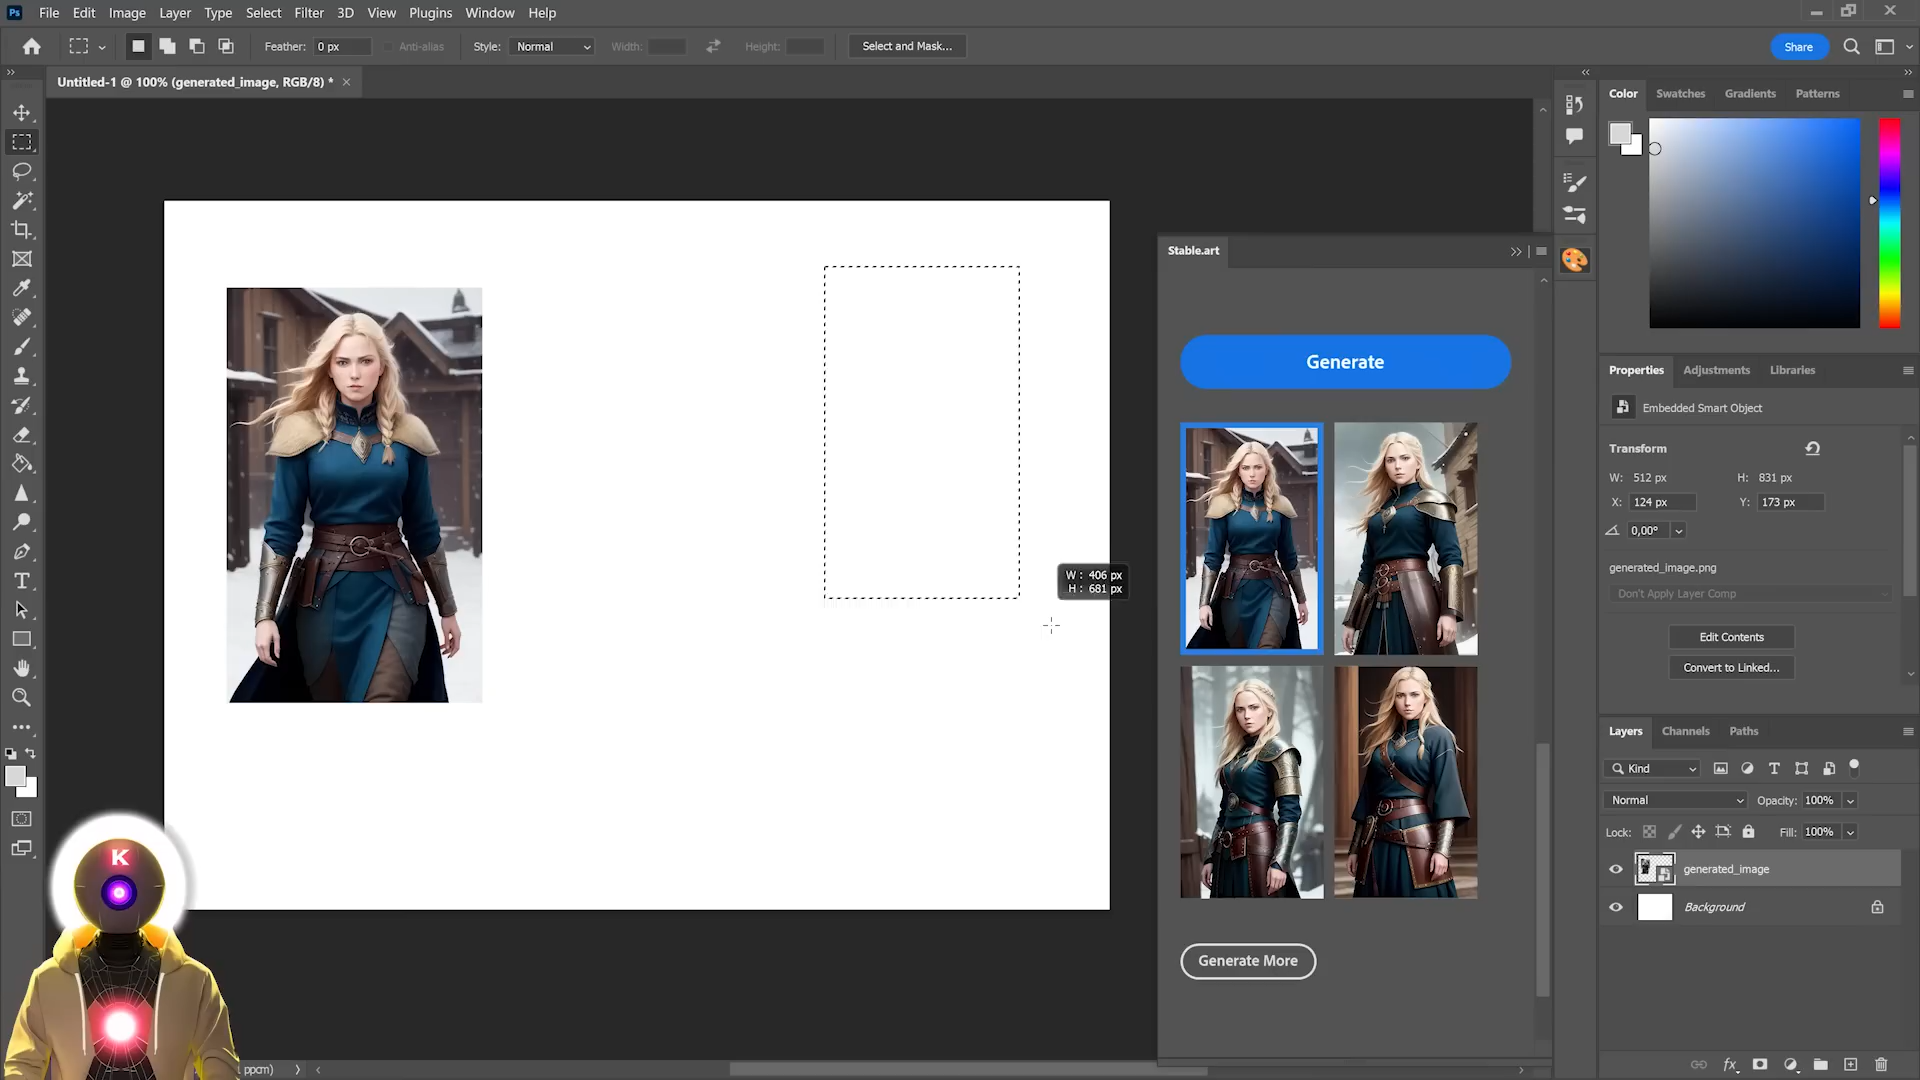 Ps File Edit Image Layer Type Select Filter 3D View Plugins Window Help
Feather: 0 px Anti-alias Style: Normal Width: Height: Select and Mask... Share
Untitled-1 @ 100% (generated_image, RGB/8) *
Color Swatches Gradients Patterns
Stable.art
Generate
W : 406 px
H : 681 px
Generate More
Properties Adjustments Libraries
Embedded Smart Object
Transform
W: 512 px H: 831 px
X: 124 px Y: 173 px
0,00°
generated_image.png
Don't Apply Layer Comp
Edit Contents
Convert to Linked...
Layers Channels Paths
Kind
Normal Opacity: 100%
Lock: Fill: 100%
generated_image
Background
fx
K
ppcm)